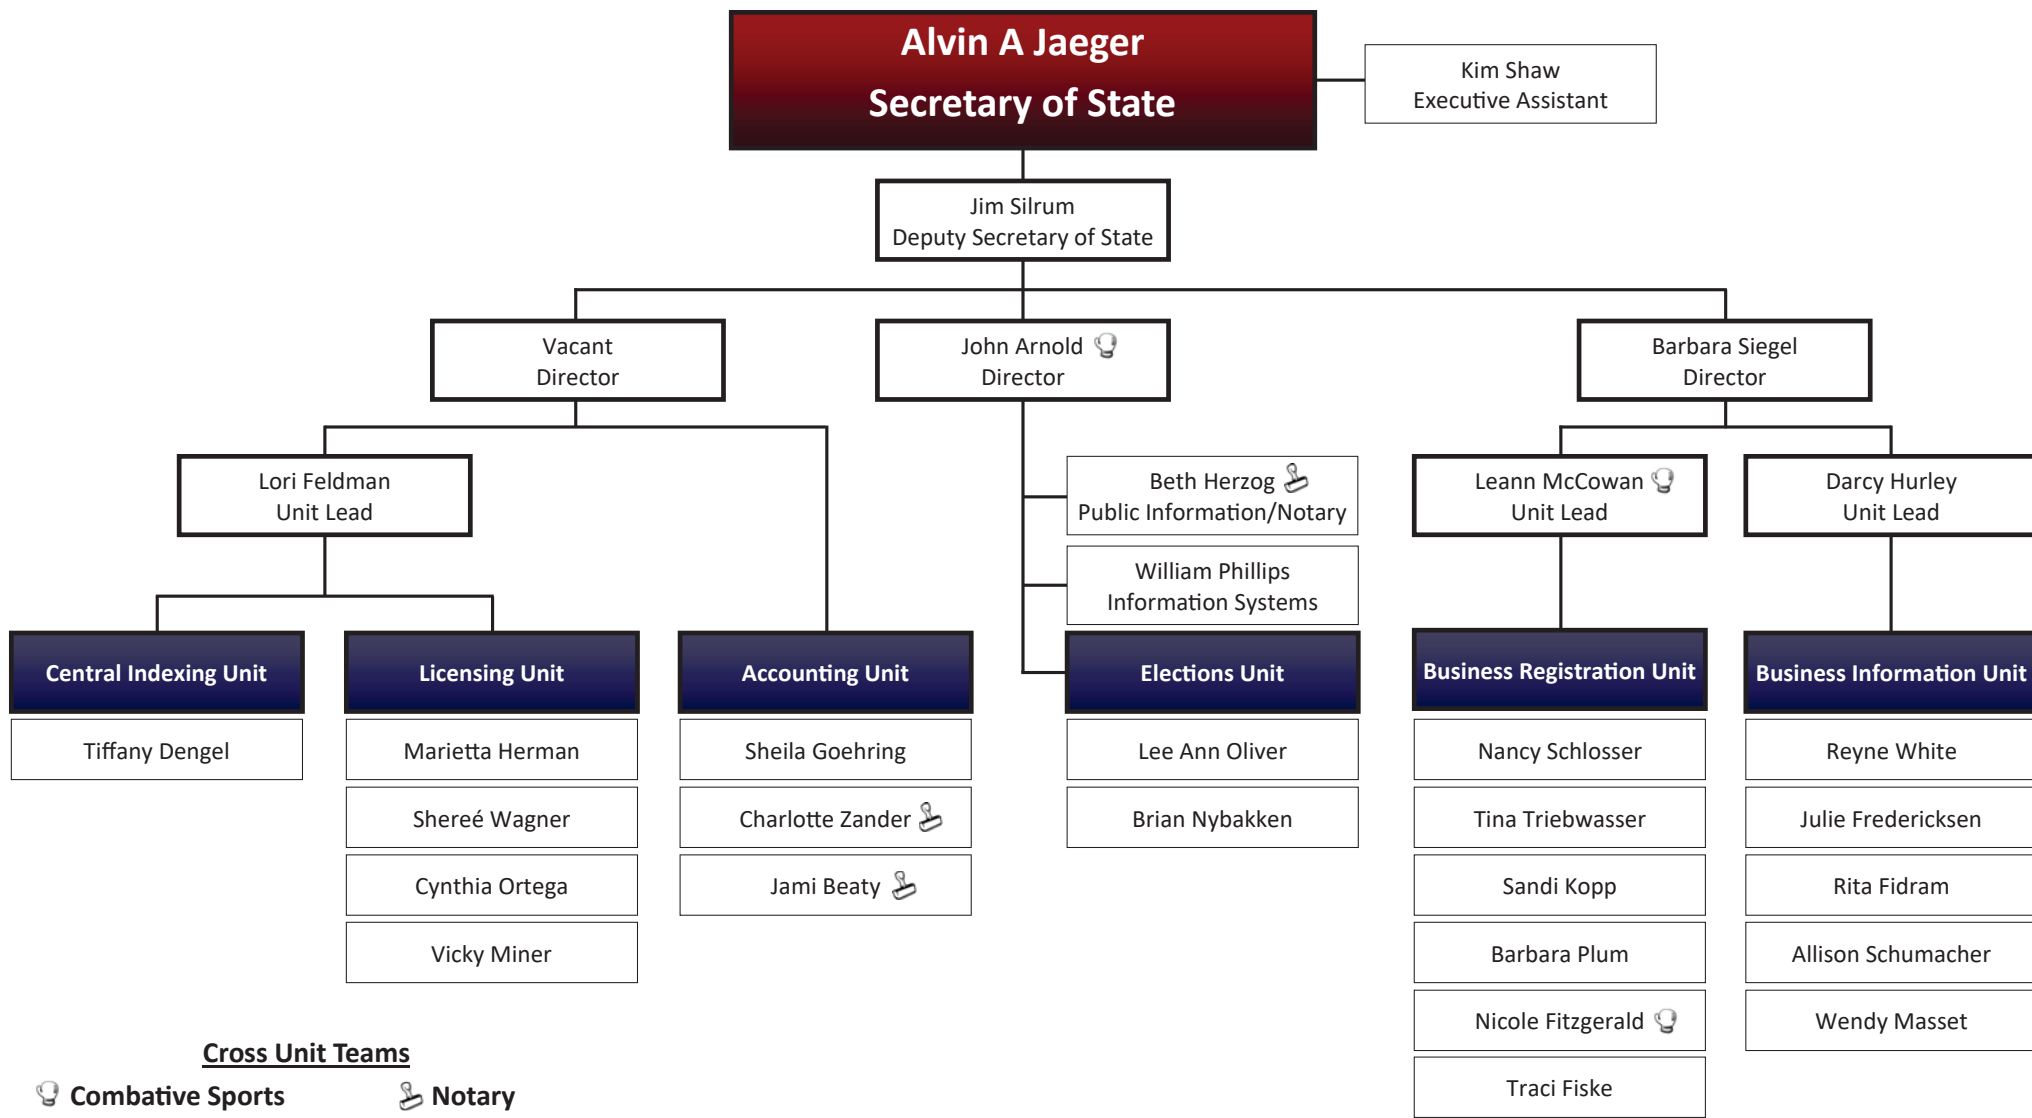 Alvin A Jaeger
Secretary of State
Kim Shaw
Executive Assistant
Jim Silrum
Deputy Secretary of State
Vacant
Director
John Arnold
Director
Barbara Siegel
Director
Lori Feldman
Unit Lead
Beth Herzog
Public Information/Notary
William Phillips
Information Systems
Leann McCowan
Unit Lead
Darcy Hurley
Unit Lead
Central Indexing Unit
Tiffany Dengel
Licensing Unit
Marietta Herman
Shereé Wagner
Cynthia Ortega
Vicky Miner
Accounting Unit
Sheila Goehring
Charlotte Zander
Jami Beaty
Elections Unit
Lee Ann Oliver
Brian Nybakken
Business Registration Unit
Nancy Schlosser
Tina Triebwasser
Sandi Kopp
Barbara Plum
Nicole Fitzgerald
Traci Fiske
Business Information Unit
Reyne White
Julie Fredericksen
Rita Fidram
Allison Schumacher
Wendy Masset
Cross Unit Teams
Combative Sports
Notary